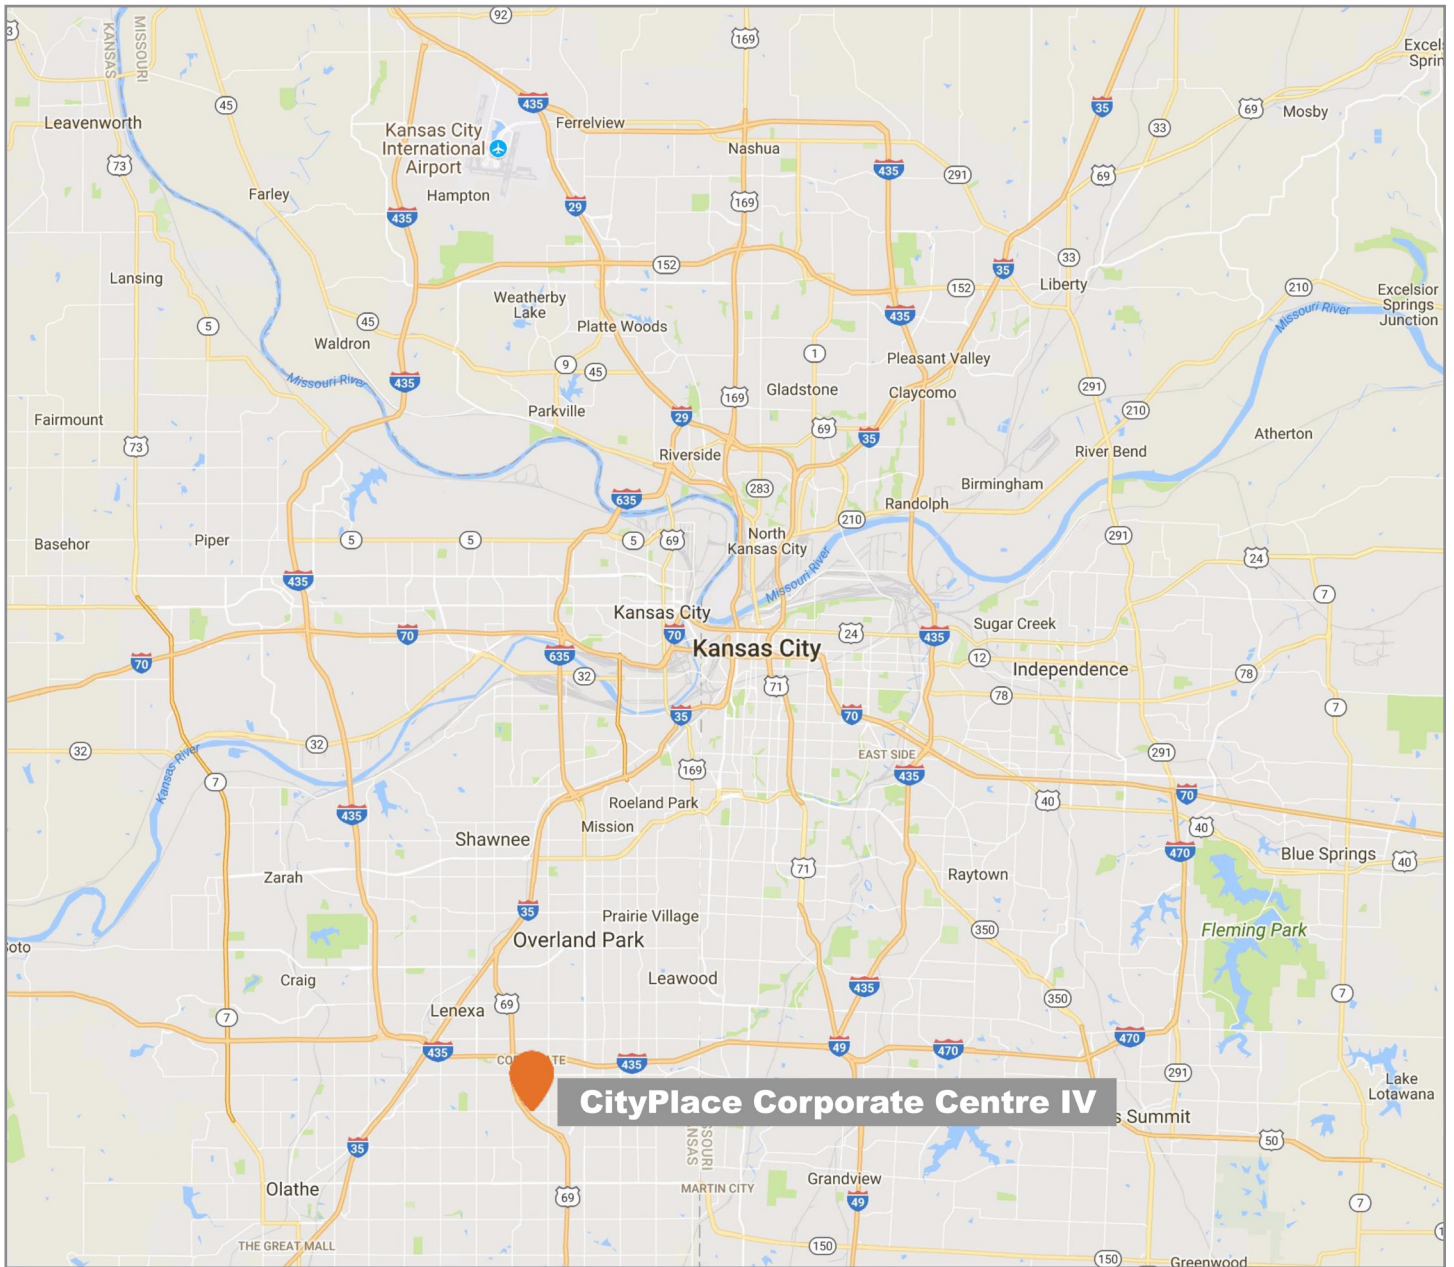 92
3
MISSOURI
KANSAS
169
Excel
Sprin
435
35
45
69
Mosby
Leavenworth
Ferrelview
33
Kansas City
International
Airport
Nashua
73
435
291
69
Farley
Hampton
29
169
435
33
152
35
Lansing
Liberty
152
210
Excelsior
Springs
Junction
Weatherby
Lake
Missouri River
435
45
5
Platte Woods
Waldron
1
Pleasant Valley
9
45
Missouri River
435
Gladstone
Claycomo
291
169
210
Parkville
29
Fairmount
69
35
Atherton
73
Riverside
River Bend
283
Birmingham
635
Randolph
210
North
Kansas City
291
Basehor
Piper
5
5
5
69
24
Missouri River
435
7
Kansas City
70
Sugar Creek
70
24
435
Kansas City
635
12
Independence
70
32
78
71
78
35
70
7
32
32
Kansas River
EAST SIDE
291
169
435
7
70
40
Roeland Park
435
Mission
40
Shawnee
470
Blue Springs
40
71
Zarah
Raytown
35
Prairie Village
350
Fleming Park
Overland Park
oto
Leawood
Craig
435
350
7
69
Lenexa
7
470
435
49
470
435
291
Lake
Lotawana
CityPlace Corporate Centre IV
s Summit
50
35
Grandview
Olathe
MARTIN CITY
69
49
7
THE GREAT MALL
150
150
Greenwood
1